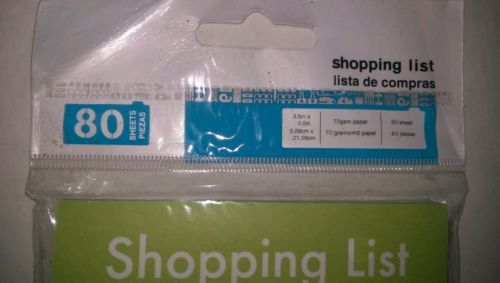 shopping list
lista de compras
80
SHEETS
PIEZAS
3.5in x
8.5in
8.89cm x
21.59cm
70gsm paper
70 gramo/m2 papel
80 sheet
80 piezas
Shopping List